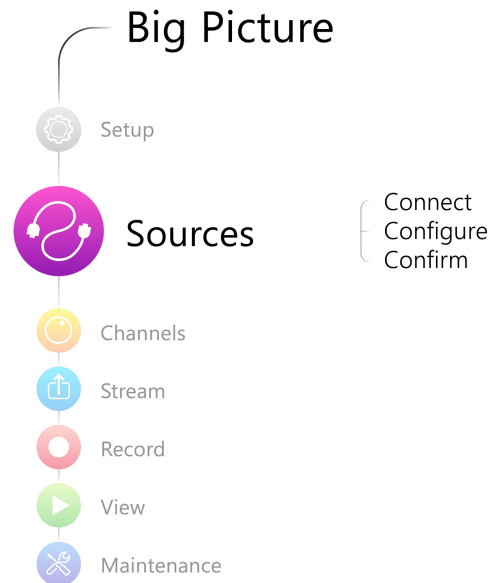 Big Picture
Setup
Sources
Connect
Configure
Confirm
Channels
Stream
Record
View
Maintenance